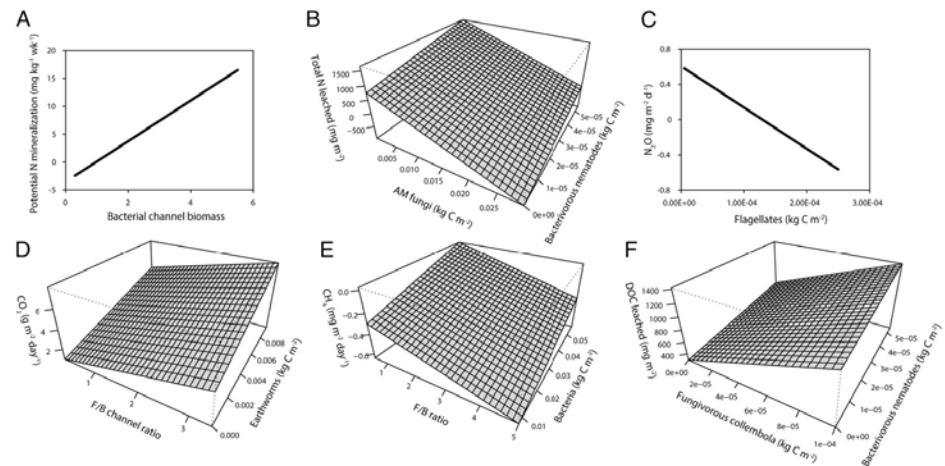 A
Potential N mineralization (mg kg⁻¹ wk⁻¹)
20
15
10
5
0
-5
0
2
4
6
Bacterial channel biomass
B
Total N leached (mg m⁻²)
1500
1000
500
0
−500
0.005
0.010
0.015
0.020
0.025
AM fungi (kg C m⁻²)
0e+00
1e−05
2e−05
3e−05
4e−05
5e−05
Bacterivorous nematodes (kg C m⁻²)
C
N₂O (mg m⁻² d⁻¹)
0.8
0.4
0
-0.4
-0.8
0.00E+00
1.00E-04
2.00E-04
3.00E-04
Flagellates (kg C m⁻²)
D
CO₂ (g m⁻² day⁻¹)
6
4
2
1
2
3
F/B channel ratio
0.000
0.002
0.004
0.006
0.008
Earthworms (kg C m⁻²)
E
CH₄ (mg m⁻² day⁻¹)
0.0
−0.2
−0.4
−0.6
1
2
3
4
5
F/B ratio
0.01
0.02
0.03
0.04
0.05
Bacteria (kg C m⁻²)
F
DOC leached (mg m⁻²)
1400
1200
1000
800
600
400
0e+00
2e−05
4e−05
6e−05
8e−05
1e−04
Fungivorous collembola (kg C m⁻²)
0e+00
1e−05
2e−05
3e−05
4e−05
5e−05
Bacterivorous nematodes (kg C m⁻²)